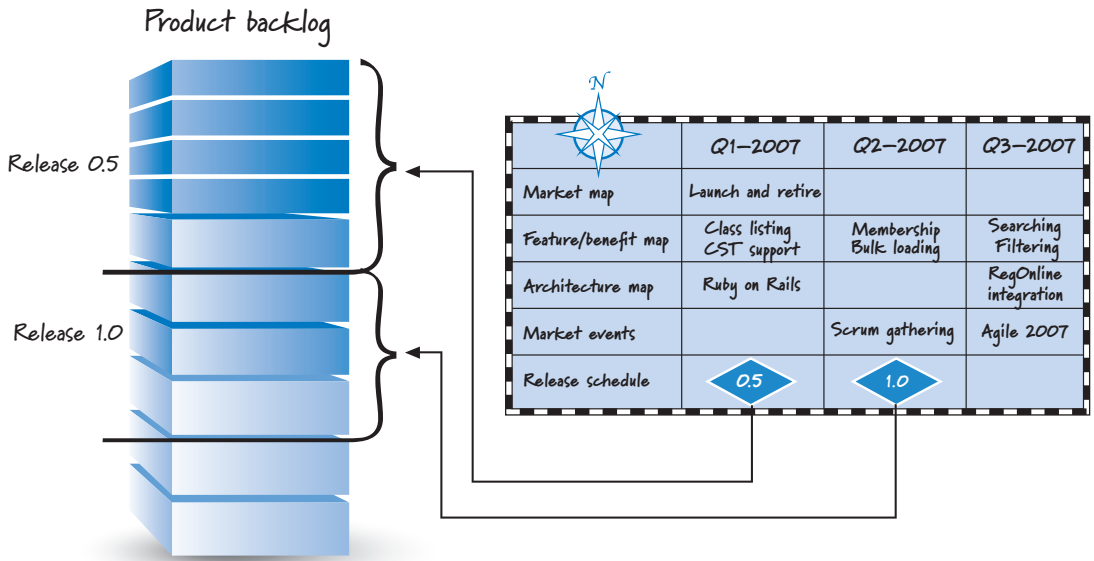 Product backlog
Release 0.5
Release 1.0
N
Q1–2007 Q2–2007 Q3–2007
Market map Launch and retire
Feature/benefit map Class listing Membership Searching
CST support Bulk loading Filtering
Architecture map Ruby on Rails RegOnline
integration
Market events Scrum gathering Agile 2007
Release schedule 0.5 1.0